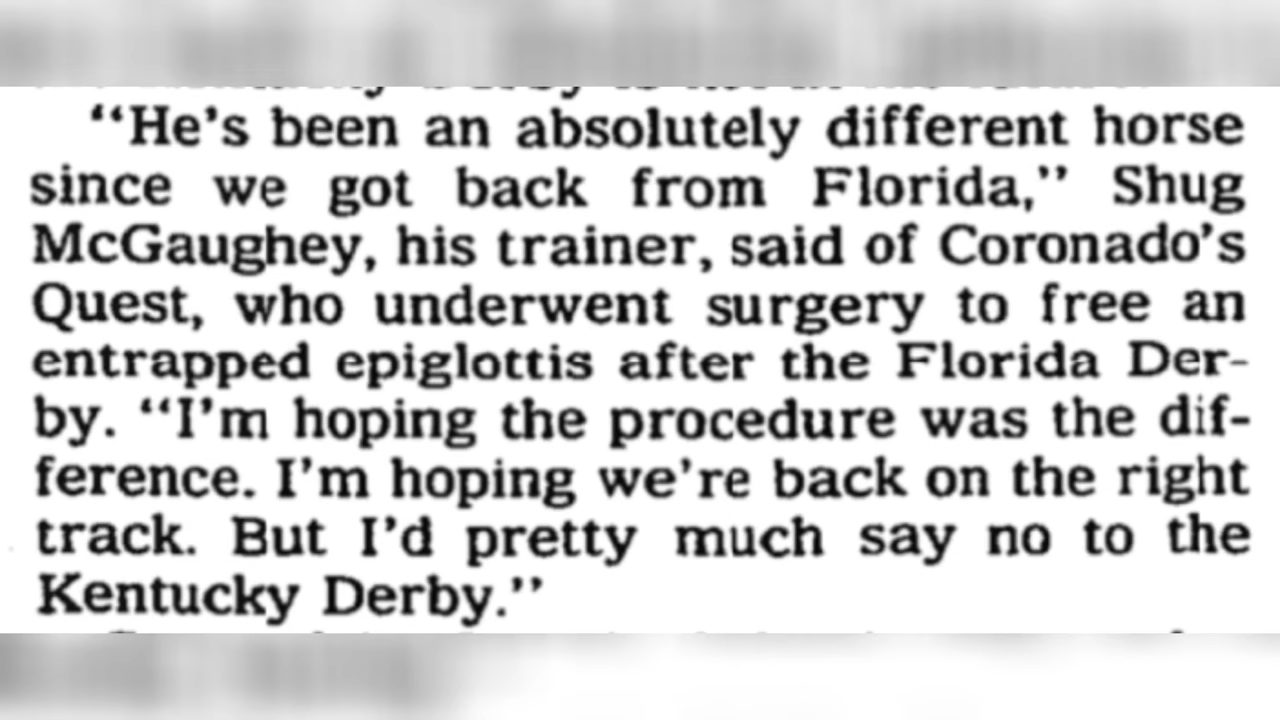 “He’s been an absolutely different horse
since we got back from Florida,” Shug
McGaughey, his trainer, said of Coronado’s
Quest, who underwent surgery to free an
entrapped epiglottis after the Florida Der-
by. “I’m hoping the procedure was the dif-
ference. I’m hoping we’re back on the right
track. But I’d pretty much say no to the
Kentucky Derby.”